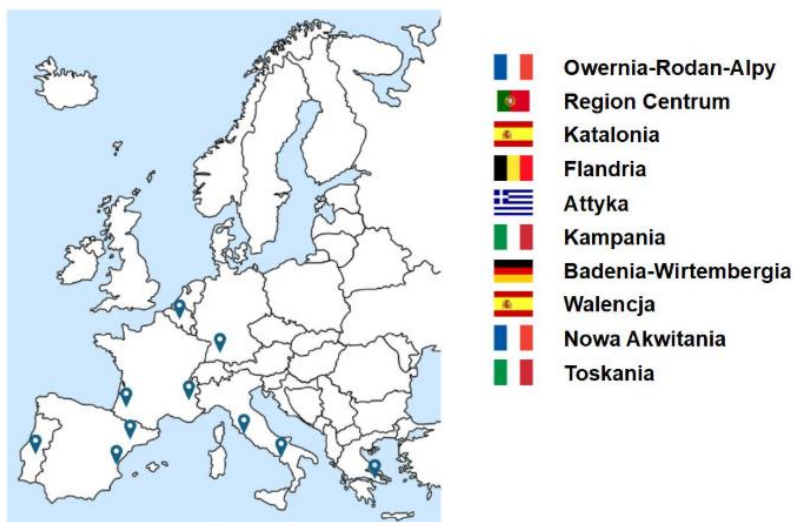 Owernia-Rodan-Alpy
Region Centrum
Katalonia
Flandria
Attyka
Kampania
Badenia-Wirtembergia
Walencja
Nowa Akwitania
Toskania